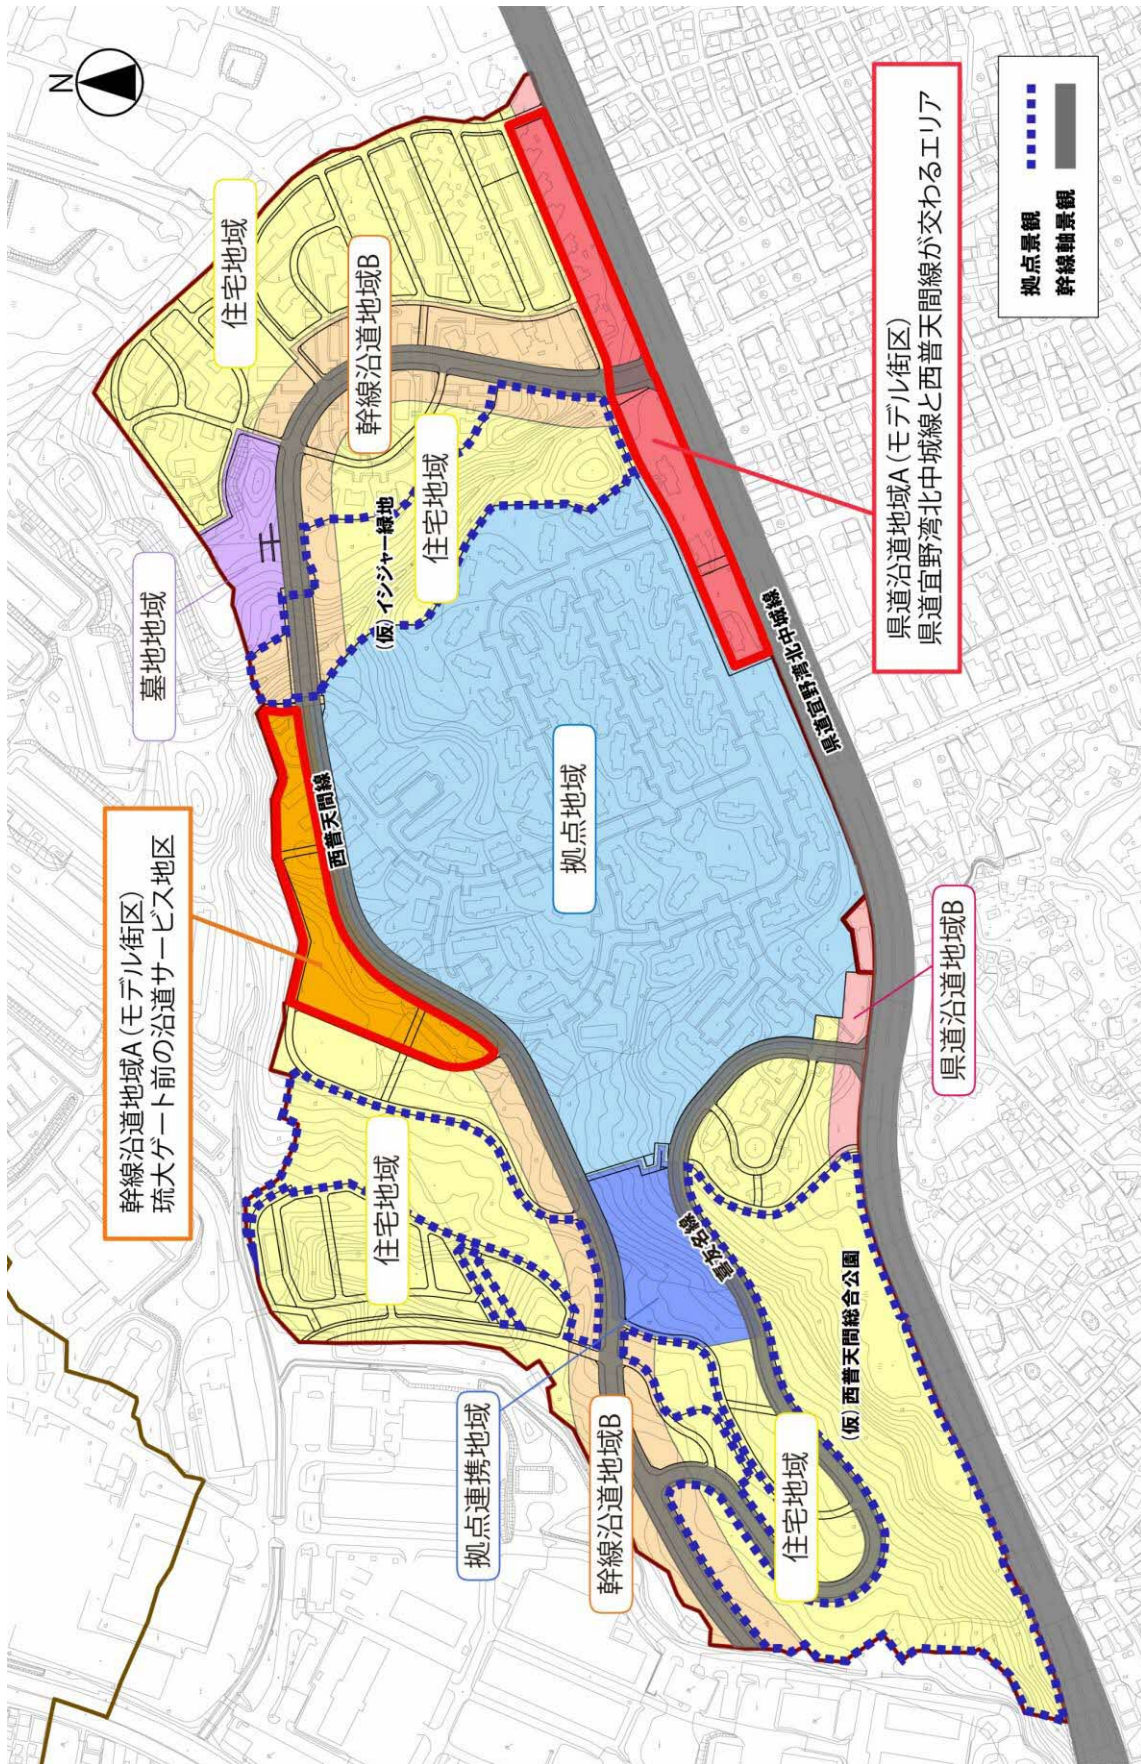 N
住宅地域
幹線沿道地域B
住宅地域
(仮)イシジャー緑地
墓地地域
幹線沿道地域A(モデル街区)
琉大ゲート前の沿道サービス地区
西普天間線
拠点地域
県道宜野湾北中城線
県道沿道地域A(モデル街区)
県道宜野湾北中城線と西普天間線が交わるエリア
拠点景観
幹線軸景観
県道沿道地域B
住宅地域
喜友名線
(仮)西普天間総合公園
拠点連携地域
幹線沿道地域B
住宅地域